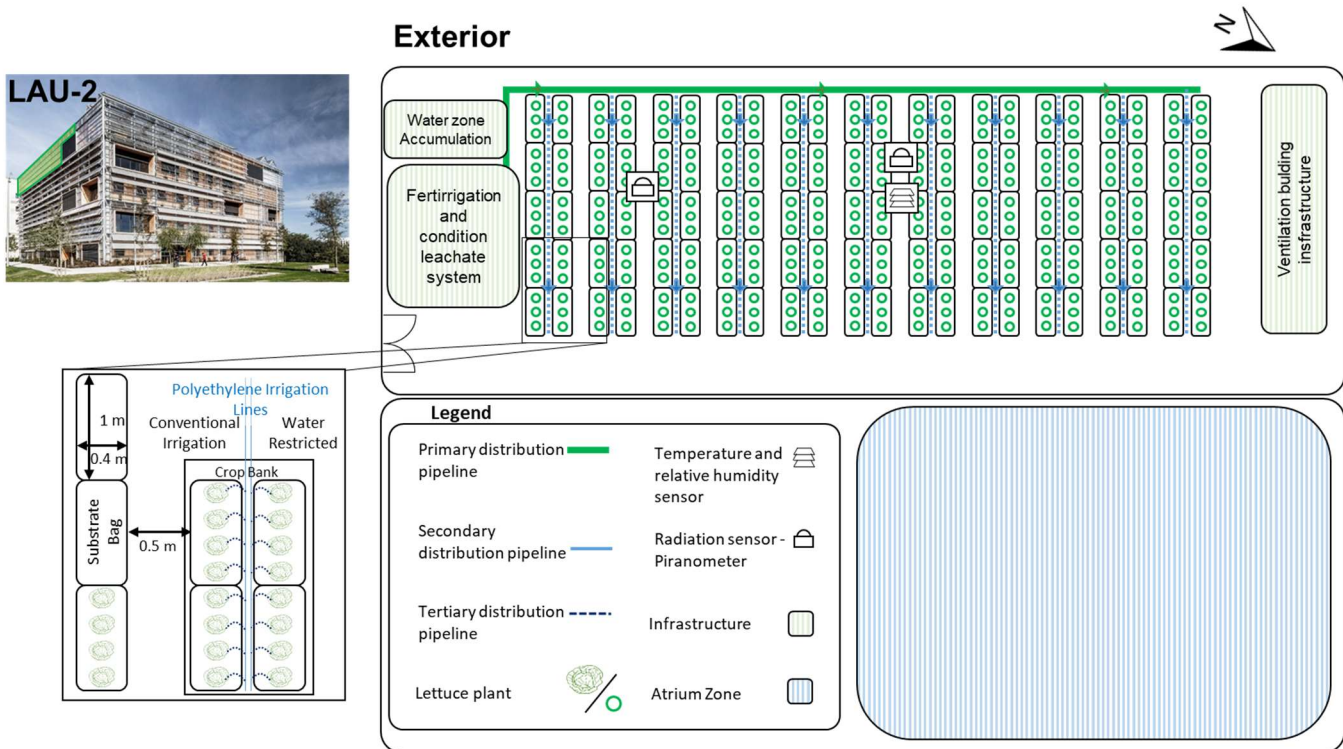 Exterior
N
LAU-2
Water zone
Accumulation
Fertirrigation
and
condition
leachate
system
Ventilation bulding
insfrastructure
Polyethylene Irrigation
Lines
Conventional
Irrigation
Water
Restricted
1 m
0.4 m
Crop Bank
Substrate
Bag
0.5 m
Legend
Primary distribution
pipeline
Temperature and
relative humidity
sensor
Secondary
distribution pipeline
Radiation sensor -
Piranometer
Tertiary distribution
pipeline
Infrastructure
Lettuce plant
Atrium Zone